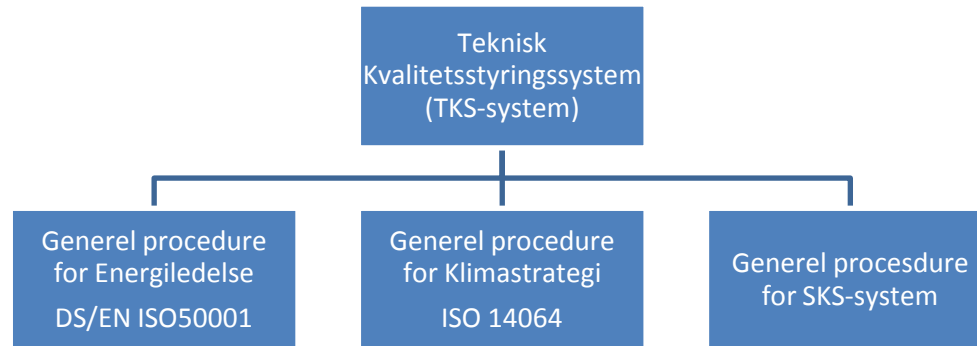 Teknisk
Kvalitetsstyringssystem
(TKS-system)
Generel procedure
for Energiledelse
DS/EN ISO50001
Generel procedure
for Klimastrategi
ISO 14064
Generel procesdure
for SKS-system